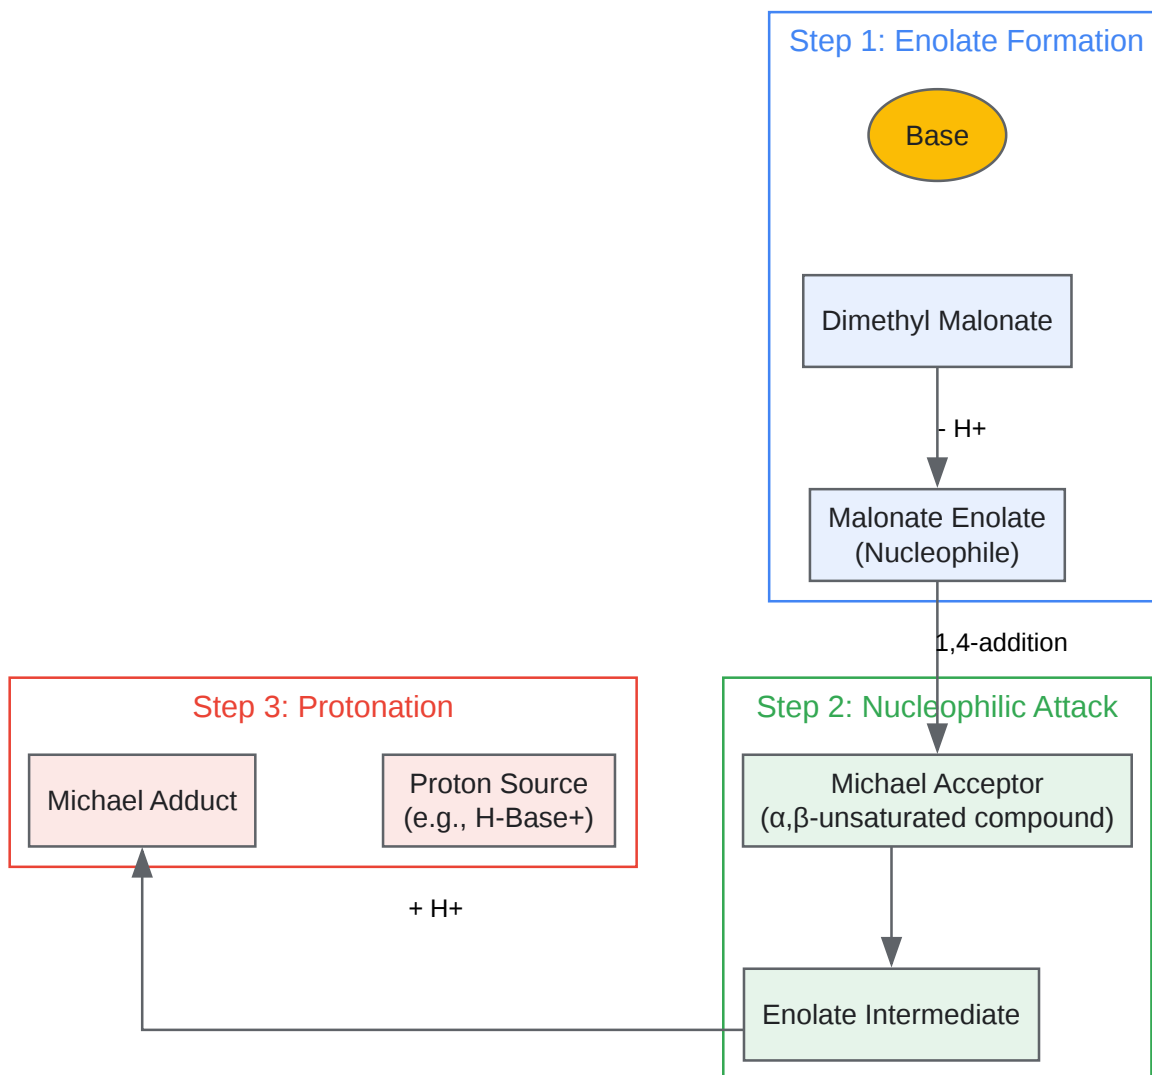 Step 1: Enolate Formation
Base
Dimethyl Malonate
- H+
Malonate Enolate
(Nucleophile)
1,4-addition
Step 2: Nucleophilic Attack
Michael Acceptor
(α,β-unsaturated compound)
Enolate Intermediate
Step 3: Protonation
Michael Adduct
Proton Source
(e.g., H-Base+)
+ H+